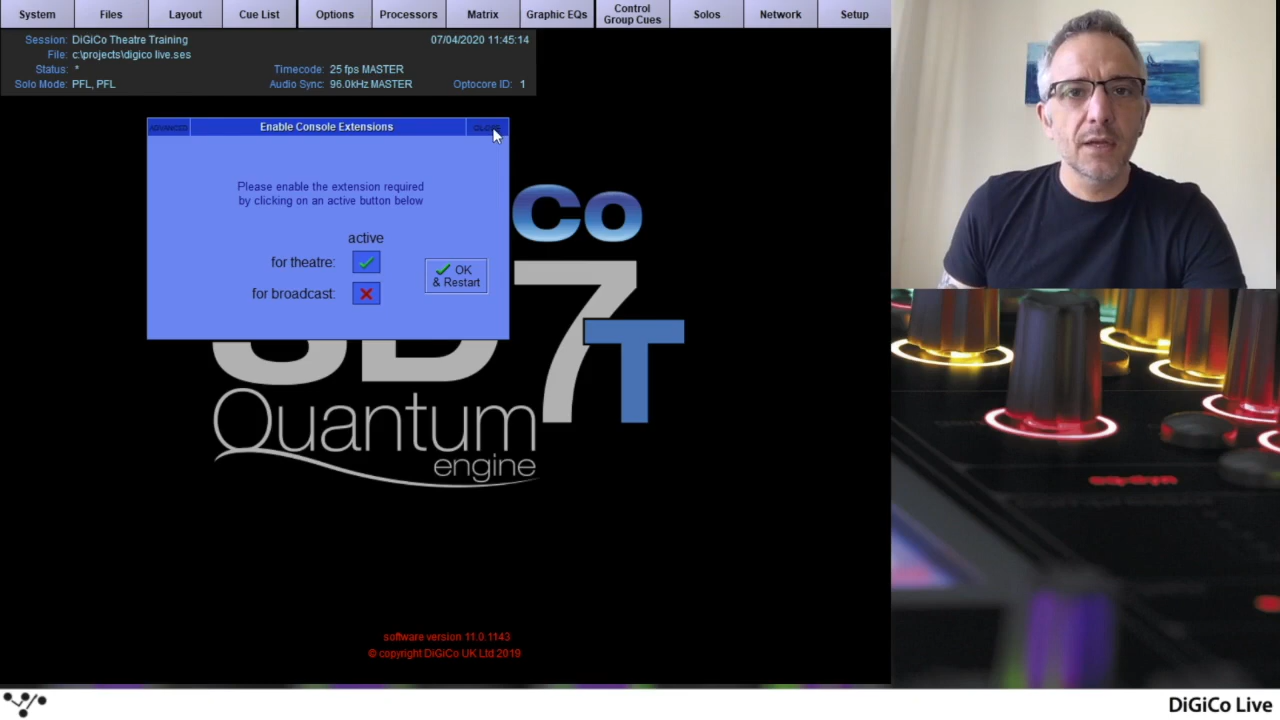 System Files Layout Cue List Options Processors Matrix Graphic EQs Control Group Cues Solos Network Setup
Session: DiGiCo Theatre Training 07/04/2020 11:45:14
File: c:\projects\digico live.ses
Status: * Timecode: 25 fps MASTER
Solo Mode: PFL, PFL Audio Sync: 96.0kHz MASTER Optocore ID: 1
ADVANCED Enable Console Extensions CLOSE
Please enable the extension required
by clicking on an active button below
active
for theatre:
for broadcast:
OK
& Restart
Co
SD7T
Quantum
engine
software version 11.0.1143
© copyright DiGiCo UK Ltd 2019
DiGiCo Live